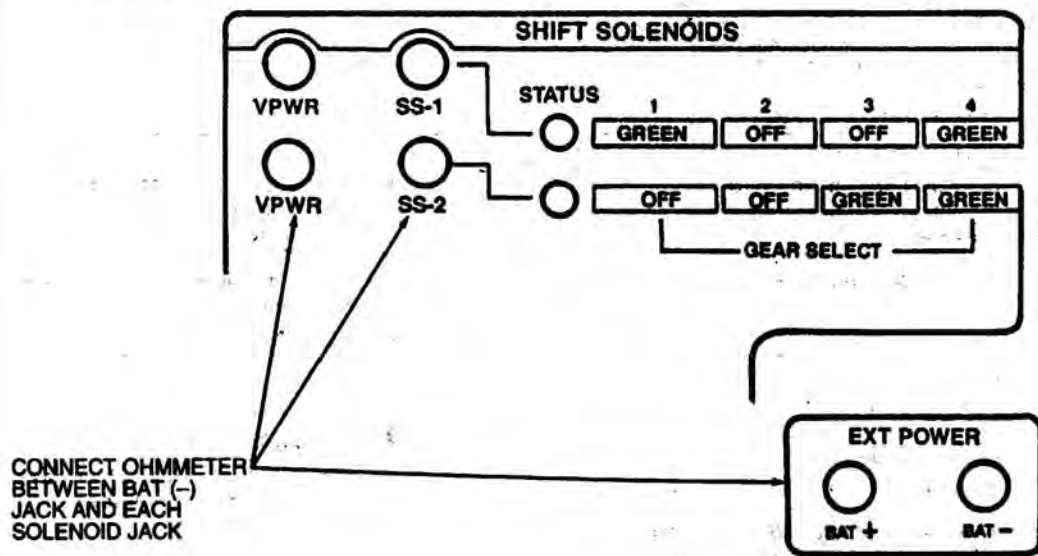 SHIFT SOLENÓIDS
VPWR SS-1
STATUS 1 2 3 4
GREEN OFF OFF GREEN
VPWR SS-2
OFF OFF GREEN GREEN
GEAR SELECT
CONNECT OHMMETER
BETWEEN BAT (–)
JACK AND EACH
SOLENOID JACK
EXT POWER
BAT + BAT –